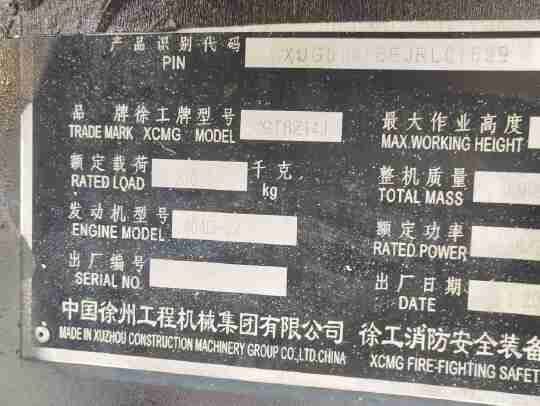 产品识别代码
PIN
品牌徐工牌型号
TRADE MARK XCMG MODEL
最大作业高度
MAX.WORKING HEIGHT
额定载荷 千克
RATED LOAD kg
整机质量
TOTAL MASS
发动机型号
ENGINE MODEL
额定功率
RATED POWER
出厂编号
SERIAL NO.
出厂日期
DATE
中国徐州工程机械集团有限公司
MADE IN XUZHOU CONSTRUCTION MACHINERY GROUP CO.,LTD.CHINA
徐工消防安全装备
XCMG FIRE-FIGHTING SAFET